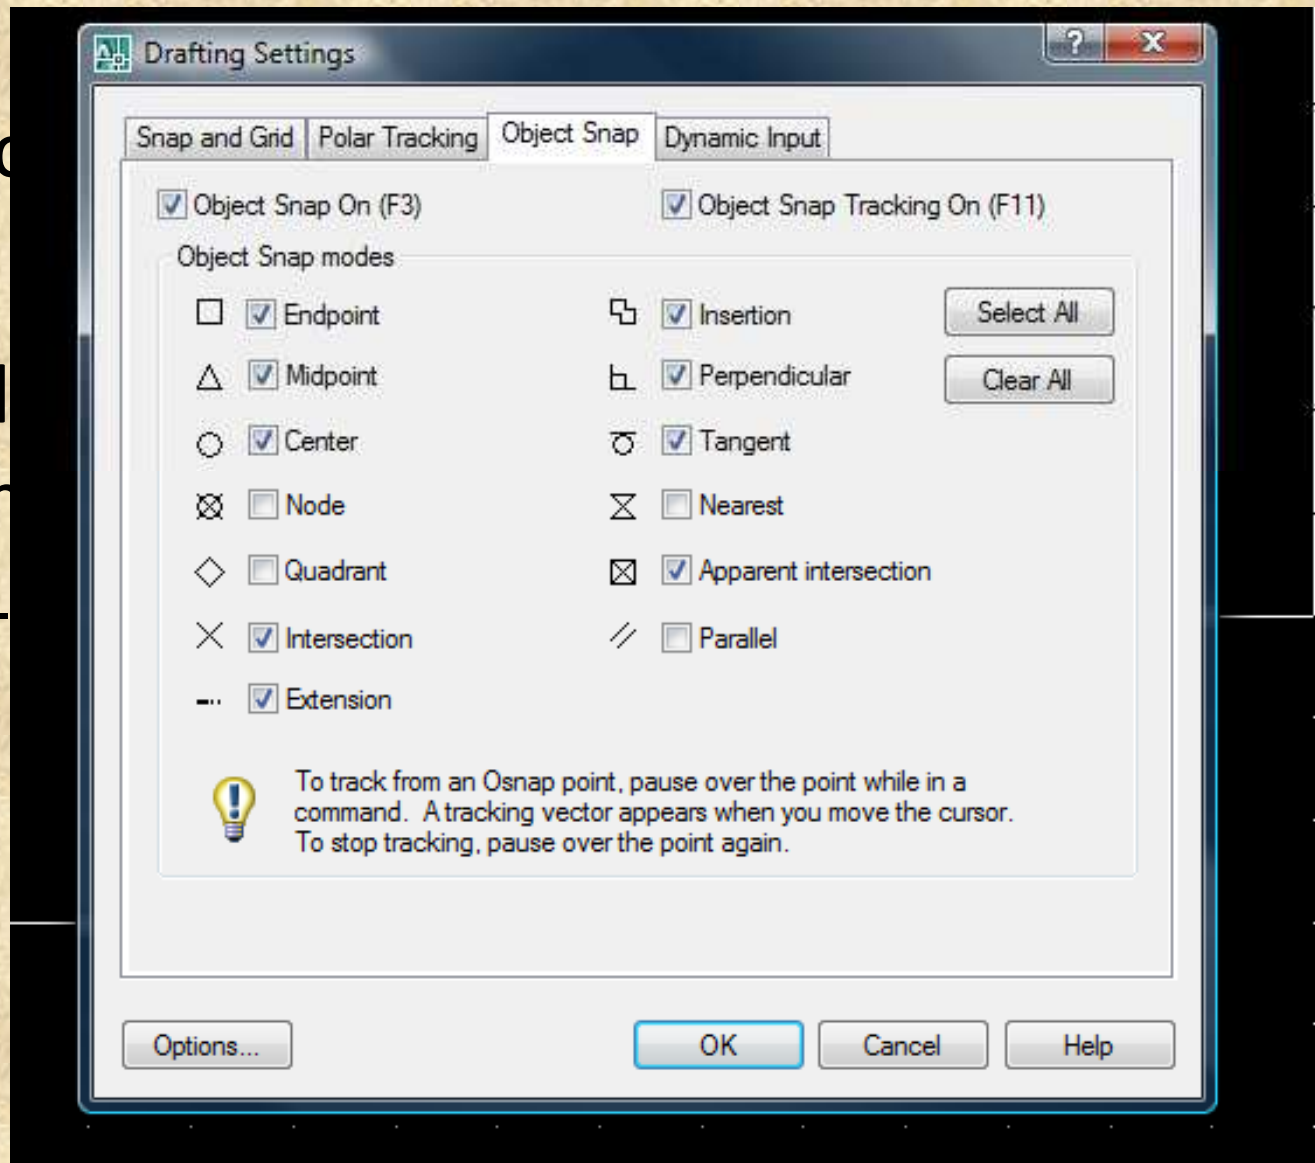 Drafting Settings
Snap and Grid Polar Tracking Object Snap Dynamic Input
Object Snap On (F3) Object Snap Tracking On (F11)
Object Snap modes
Endpoint Insertion Select All
Midpoint Perpendicular Clear All
Center Tangent
Node Nearest
Quadrant Apparent intersection
Intersection Parallel
Extension
To track from an Osnap point, pause over the point while in a
command. A tracking vector appears when you move the cursor.
To stop tracking, pause over the point again.
Options... OK Cancel Help